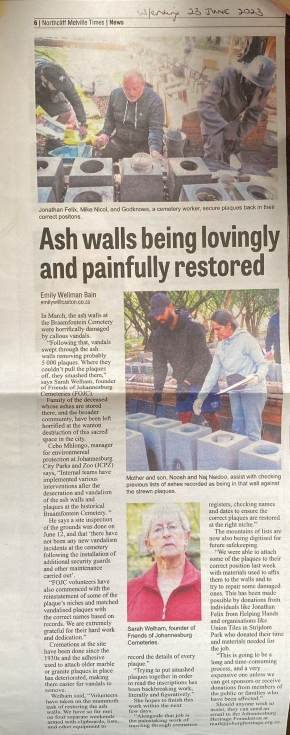 W/ending 23 JUNE 2023
6 | Northcliff Melville Times | News
Jonathan Felix, Mike Nicol, and Godknows, a cemetery worker, secure plaques back in their
correct positons.
Ash walls being lovingly
and painfully restored
Emily Wellman Bain
emilyw@caxton.co.za
In March, the ash walls at
the Braamfontein Cemetery
were horrifically damaged
by callous vandals.
"Following that, vandals
swept through the ash
walls removing probably
5 000 plaques. Where they
couldn't pull the plaques
off, they smashed them,"
says Sarah Welham, founder
of Friends of Johannesburg
Cemeteries (FOJC).
Family of the deceased
whose ashes are stored
there, and the broader
community, have been left
horrified at the wanton
destruction of this sacred
space in the city.
Cebo Mhlongo, manager
for environmental
protection at Johannesburg
City Parks and Zoo (JCPZ)
says, "Internal teams have
implemented various
interventions after the
desecration and vandalism
of the ash walls and
plaques at the historical
Braamfontein Cemetery."
He says a site inspection
of the grounds was done on
June 12, and that 'there have
not been any new vandalism
incidents at the cemetery
following the installation of
additional security guards
and other maintenance
carried out'.
"FOJC volunteers have
also commenced with the
reinstatement of some of the
plaque's niches and matched
vandalised plaques with
the correct names based on
records. We are extremely
grateful for their hard work
and dedication."
Cremations at the site
have been done since the
1930s and the adhesive
used to attach older marble
or granite plaques in place
has deteriorated, making
them easier for vandals to
remove.
Welham said, "Volunteers
have taken on the mammoth
task of restoring the ash
walls. We have so far met
on four separate weekends
armed with clipboards, lists,
and other equipment to
Mother and son, Nooah and Naj Naidoo, assist with checking
previous lists of ashes recorded as being in that wall against
the strewn plaques.
Sarah Welham, founder of
Friends of Johannesburg
Cemeteries.
record the details of every
plaque."
"Trying to put smashed
plaques together in order
to read the inscriptions has
been backbreaking work,
literally and figuratively."
They hope to finish this
work within the next
few days.
"Alongside that job is
the painstaking work of
tracking through cremation
registers, checking names
and dates to ensure the
correct plaques are restored
at the right niche."
The mountains of lists are
now also being digitised for
future safekeeping.
"We were able to attach
some of the plaques to their
correct position last week
with materials used to affix
them to the walls and to
try to repair some damaged
ones. This has been made
possible by donations from
individuals like Jonathan
Felix from Helping Hands
and organisations like
Union Tiles in Strijdom
Park who donated their time
and materials needed for
the job.
"This is going to be a
long and time-consuming
process, and a very
expensive one unless we
can get sponsors or receive
donations from members of
the public or families who
have been affected."
Should anyone wish to
assist, they can send an
email to the Johannesburg
Heritage Foundation at
mail@joburgheritage.org.za